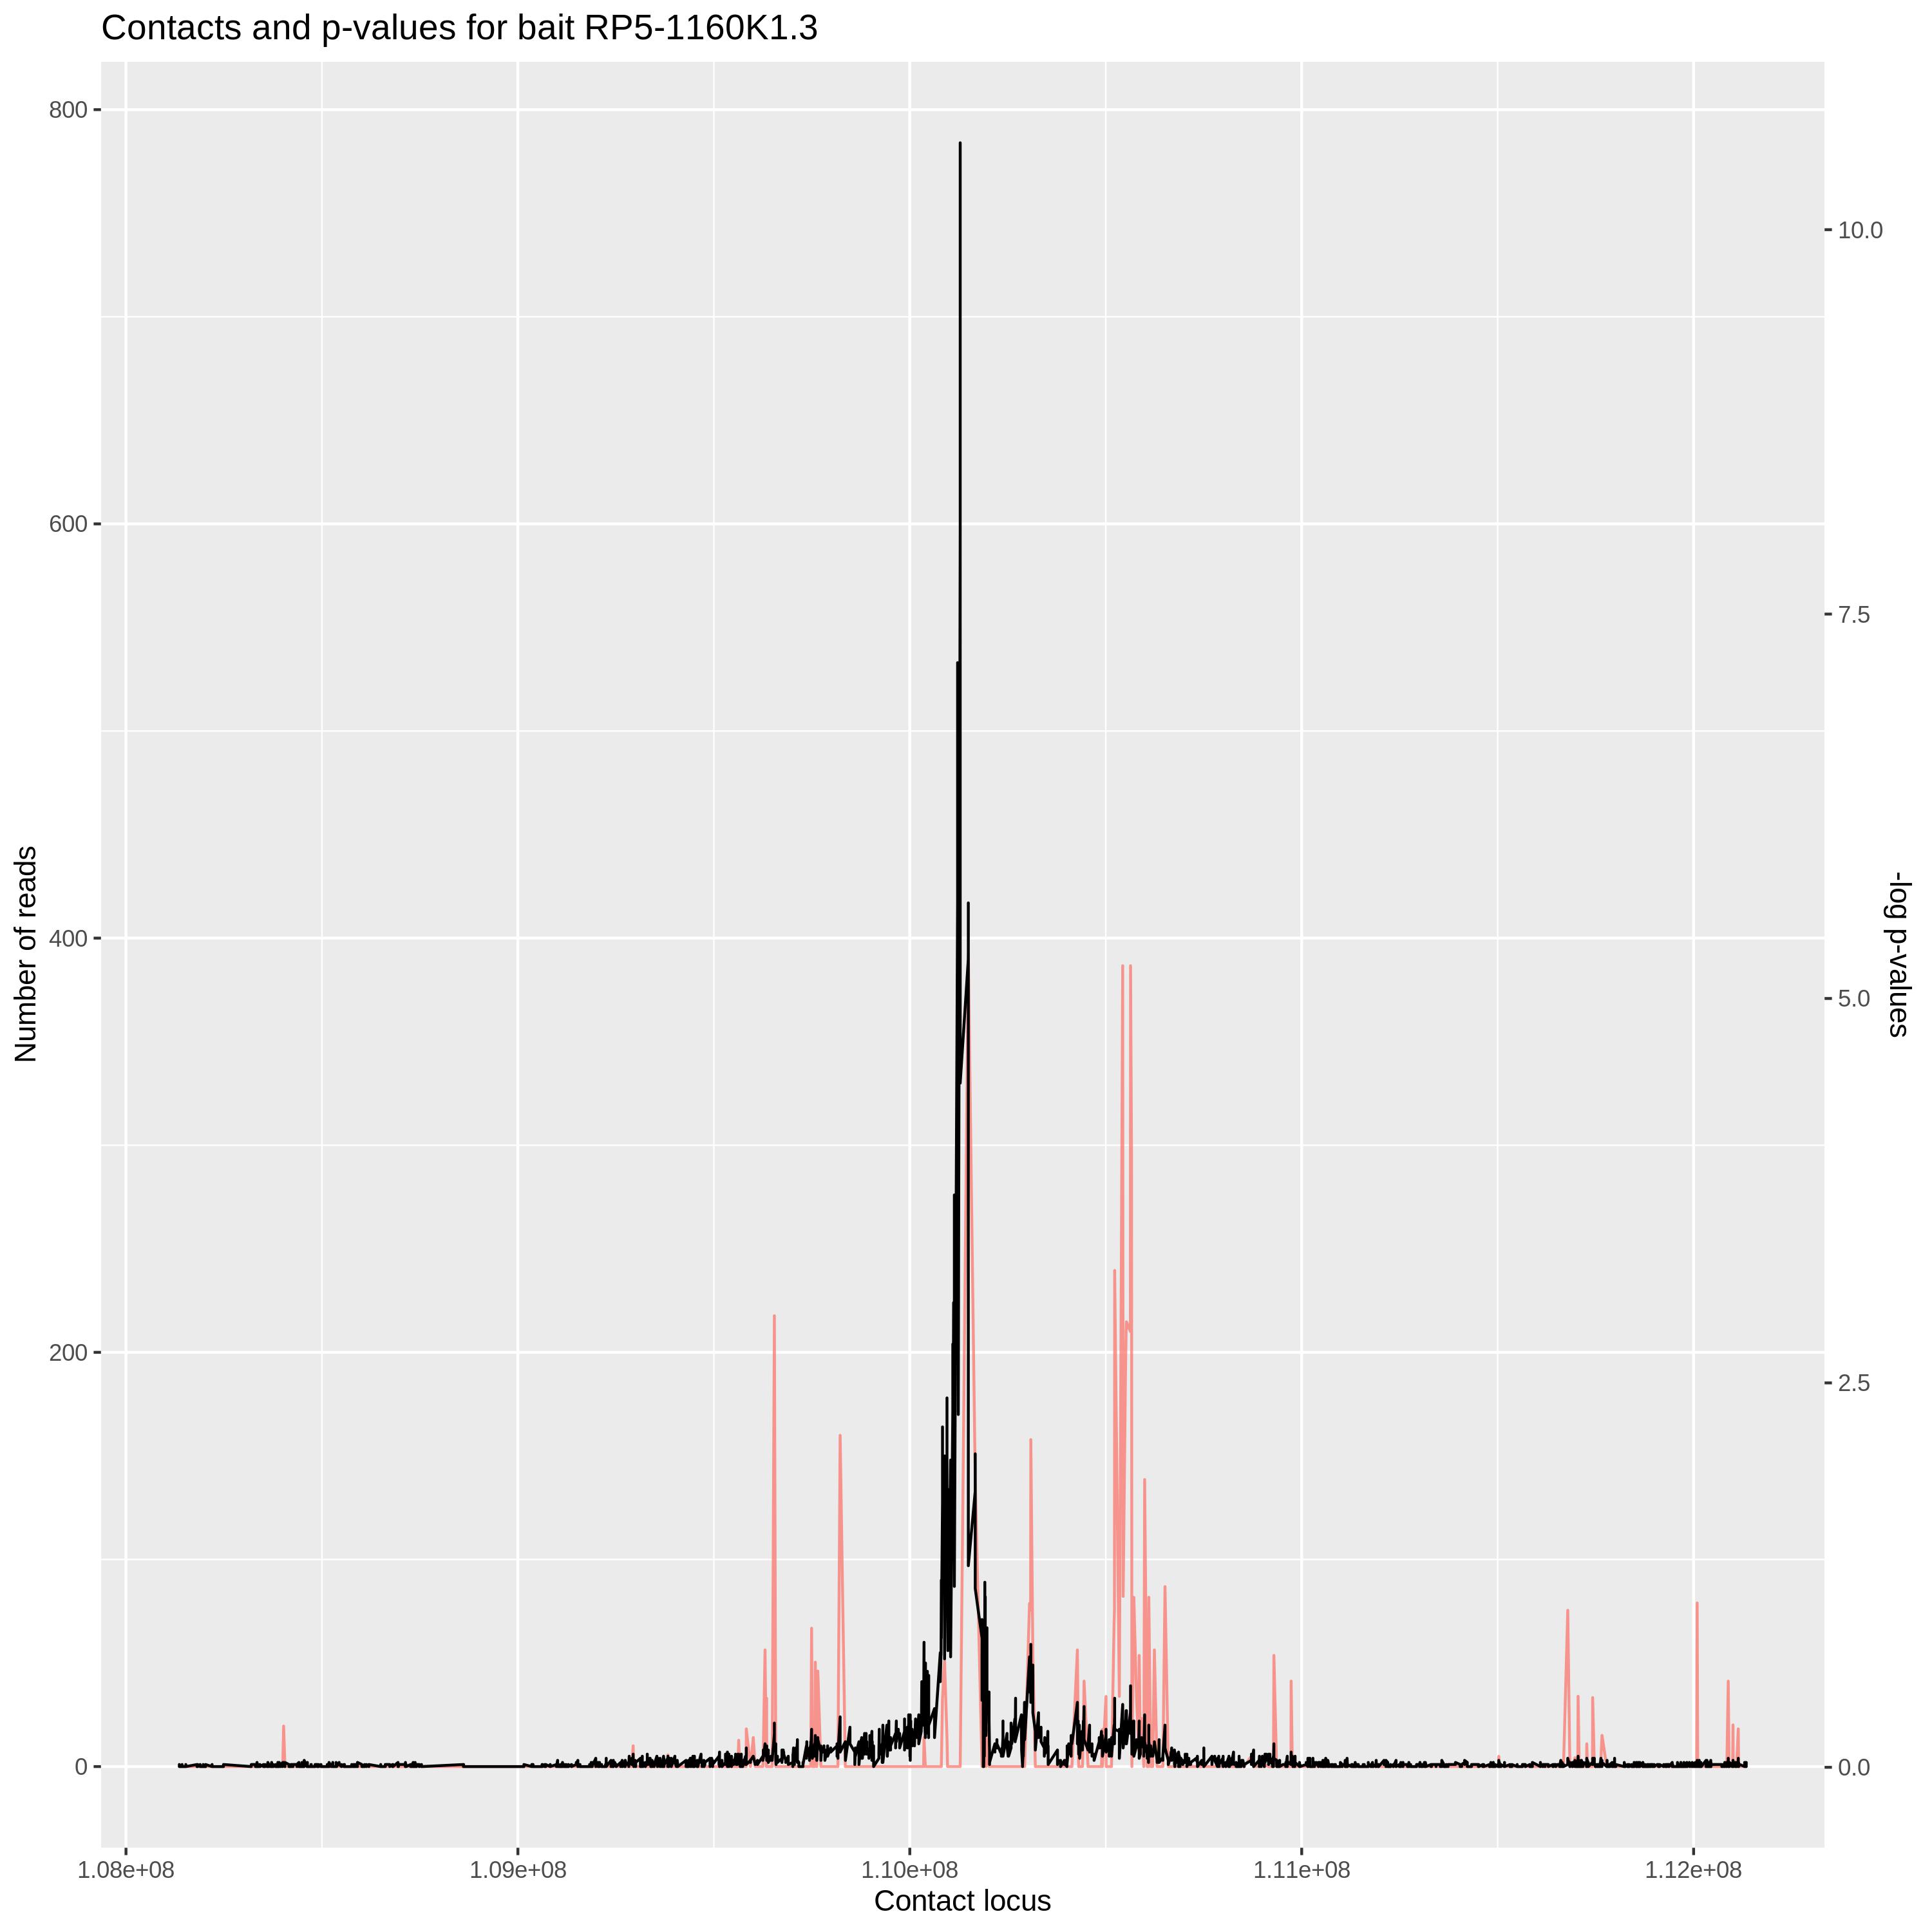 Contacts and p-values for bait RP5-1160K1.3
800
600
400
200
0
Number of reads
10.0
7.5
5.0
2.5
0.0
-log p-values
1.08e+08 1.09e+08 1.10e+08 1.11e+08 1.12e+08
Contact locus